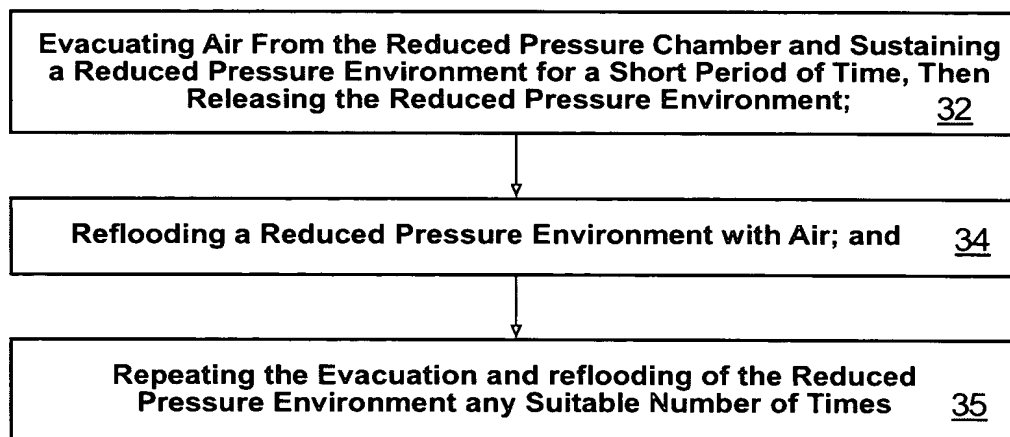 Evacuating Air From the Reduced Pressure Chamber and Sustaining
a Reduced Pressure Environment for a Short Period of Time, Then
Releasing the Reduced Pressure Environment;
32
Reflooding a Reduced Pressure Environment with Air; and 34
Repeating the Evacuation and reflooding of the Reduced
Pressure Environment any Suitable Number of Times 35